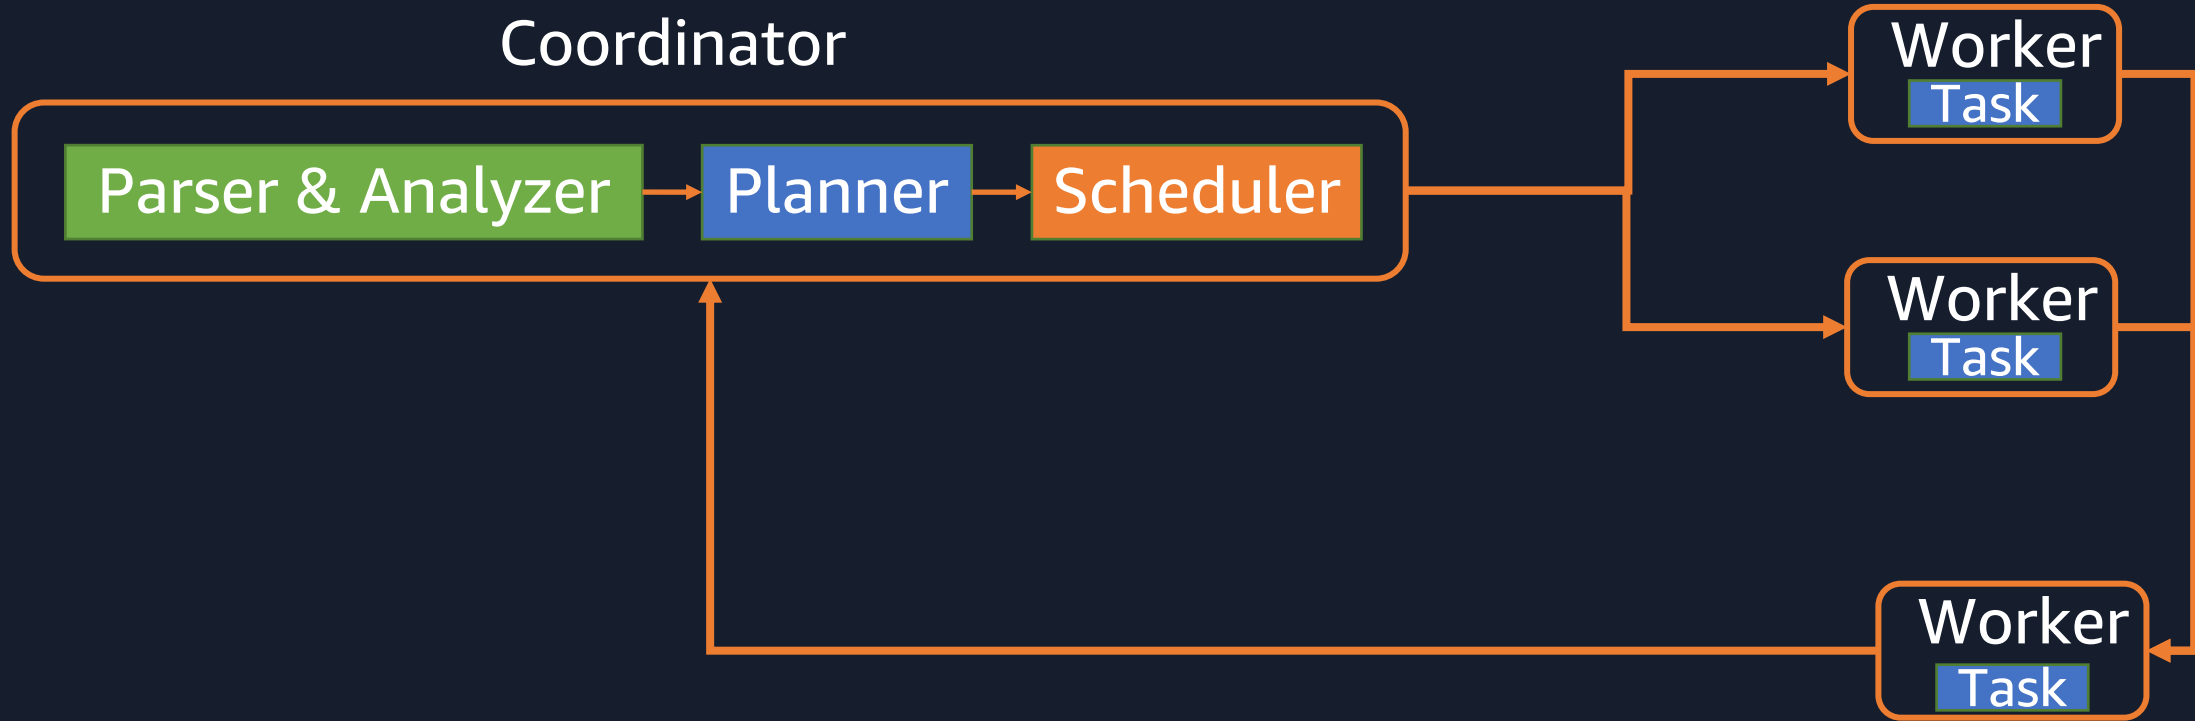 Coordinator
Parser & Analyzer
Planner
Scheduler
Worker
Task
Worker
Task
Worker
Task